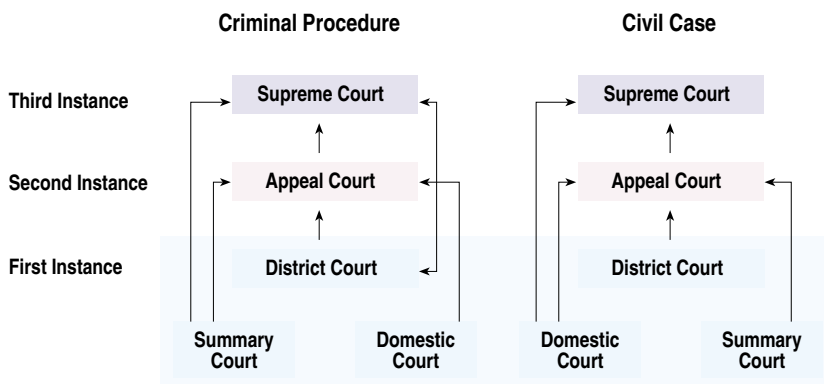 Criminal Procedure
Civil Case
Third Instance
Supreme Court
Supreme Court
Second Instance
Appeal Court
Appeal Court
First Instance
District Court
District Court
Summary
Court
Domestic
Court
Domestic
Court
Summary
Court